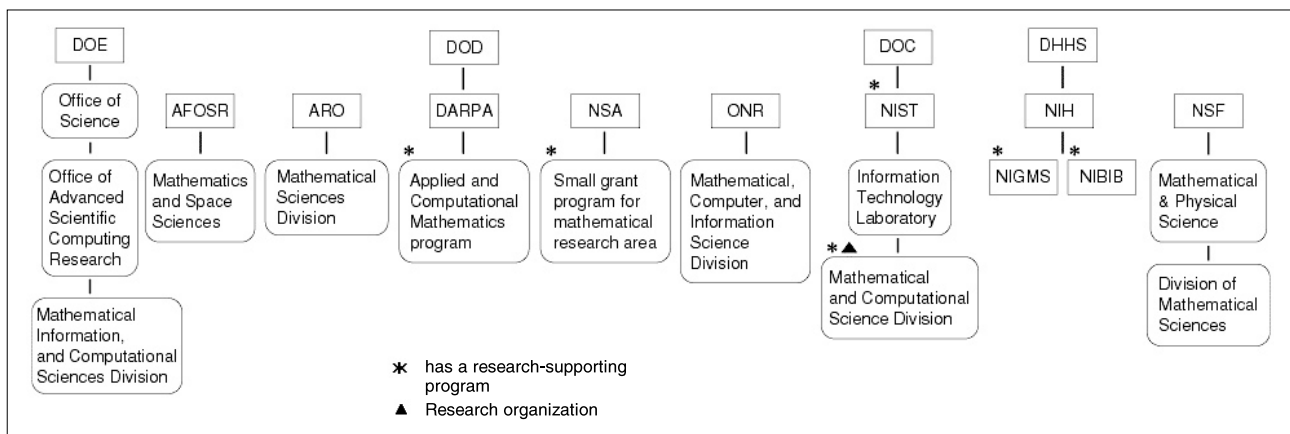 DOE
DOD
DOC
DHHS
Office of
Science
AFOSR
ARO
DARPA
NSA
ONR
*
NIST
NIH
NSF
Office of
Advanced
Scientific
Computing
Research
Mathematics
and Space
Sciences
Mathematical
Sciences
Division
*
Applied and
Computational
Mathematics
program
*
Small grant
program for
mathematical
research area
Mathematical,
Computer, and
Information
Science
Division
Information
Technology
Laboratory
*
NIGMS
*
NIBIB
Mathematical
& Physical
Science
Mathematical
Information,
and Computational
Sciences Division
*▲
Mathematical
and Computational
Science Division
Division of
Mathematical
Sciences
* has a research-supporting
program
▲ Research organization